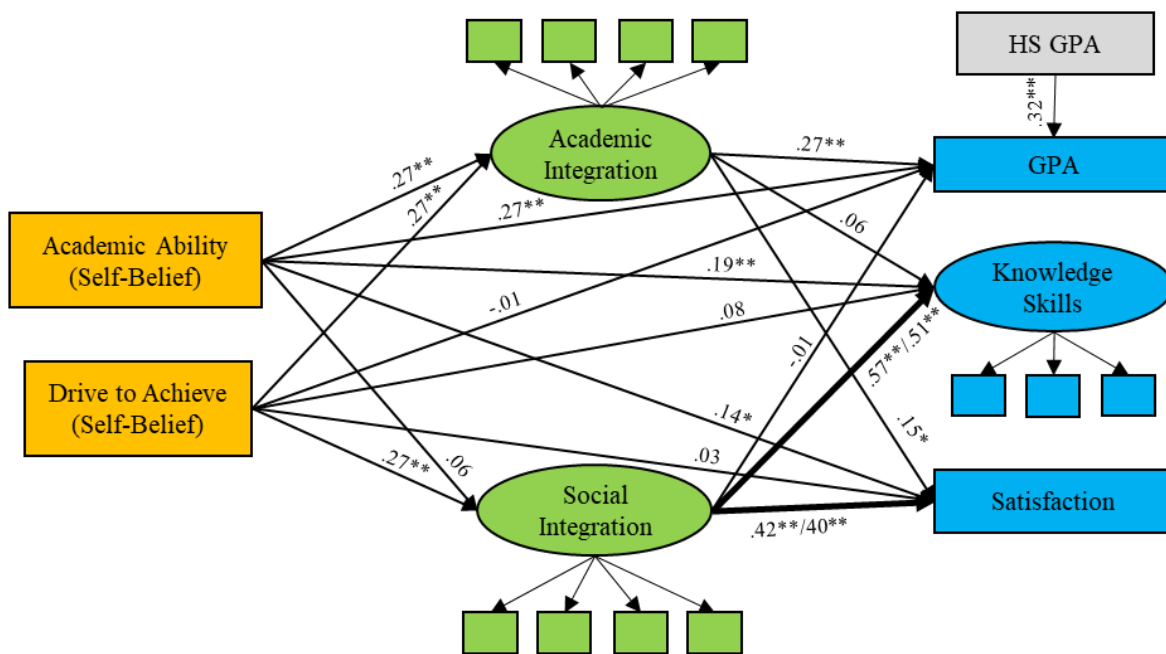 HS GPA
.32**
Academic
Integration
.27**
GPA
.27**
.27**
.27**
.06
Academic Ability
(Self-Belief)
.19**
Knowledge
Skills
-.01
.08
-.01
.57**/.51**
Drive to Achieve
(Self-Belief)
.14*
.15*
.27**
.06
.03
Social
Integration
Satisfaction
.42**/40**